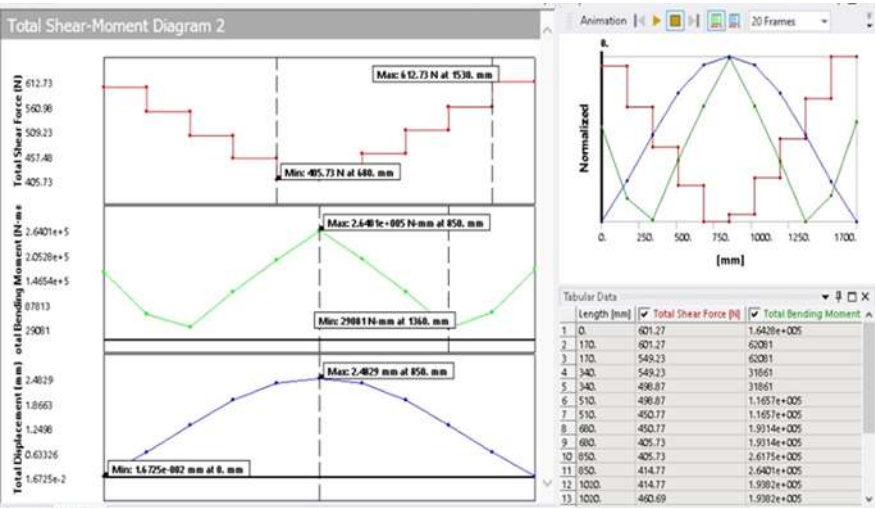 Total Shear-Moment Diagram 2
Total Shear Force (N)
612.73
560.98
509.23
457.48
405.73
Max: 612.73 N at 1530. mm
Min: 405.73 N at 680. mm
otal Bending Moment (N-mm
2.6401e+5
2.0528e+5
1.4654e+5
87813
29081
Max: 2.6401e+005 N-mm at 850. mm
Min: 29081 N-mm at 1360. mm
Total Displacement (mm)
2.4829
1.8663
1.2498
0.63326
1.6725e-2
Max: 2.4829 mm at 850. mm
Min: 1.6725e-002 mm at 0. mm
Animation 20 Frames
0.
Normalized
0. 250. 500. 750. 1000. 1250. 1700.
[mm]
Tabular Data
Length [mm] Total Shear Force [N] Total Bending Moment
1 0. 601.27 1.6428e+005
2 170. 601.27 62081
3 170. 549.23 62081
4 340. 549.23 31861
5 340. 498.87 31861
6 510. 498.87 1.1657e+005
7 510. 450.77 1.1657e+005
8 680. 450.77 1.9314e+005
9 680. 405.73 1.9314e+005
10 850. 405.73 2.6175e+005
11 850. 414.77 2.6401e+005
12 1020. 414.77 1.9382e+005
13 1020. 460.69 1.9382e+005